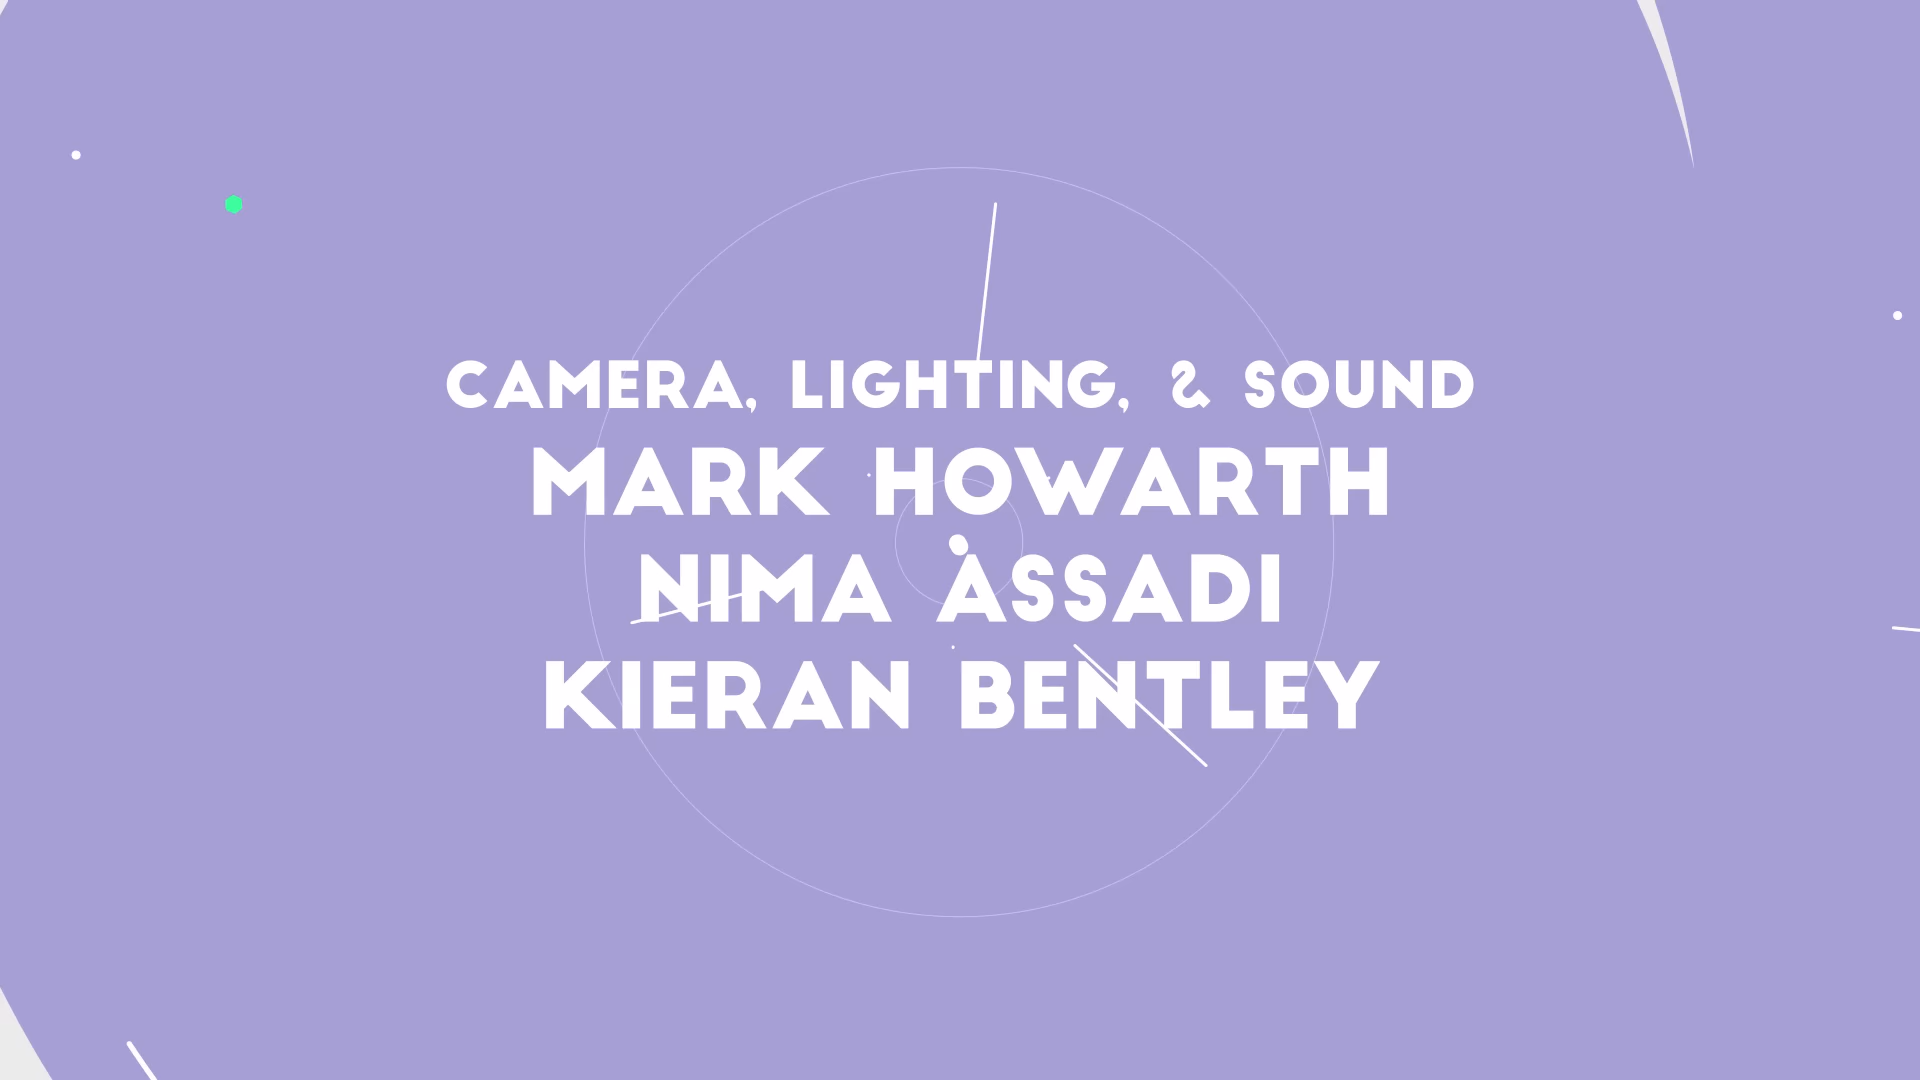 CAMERA, LIGHTING, & SOUND
MARK HOWARTH
NIMA ASSADI
KIERAN BENTLEY